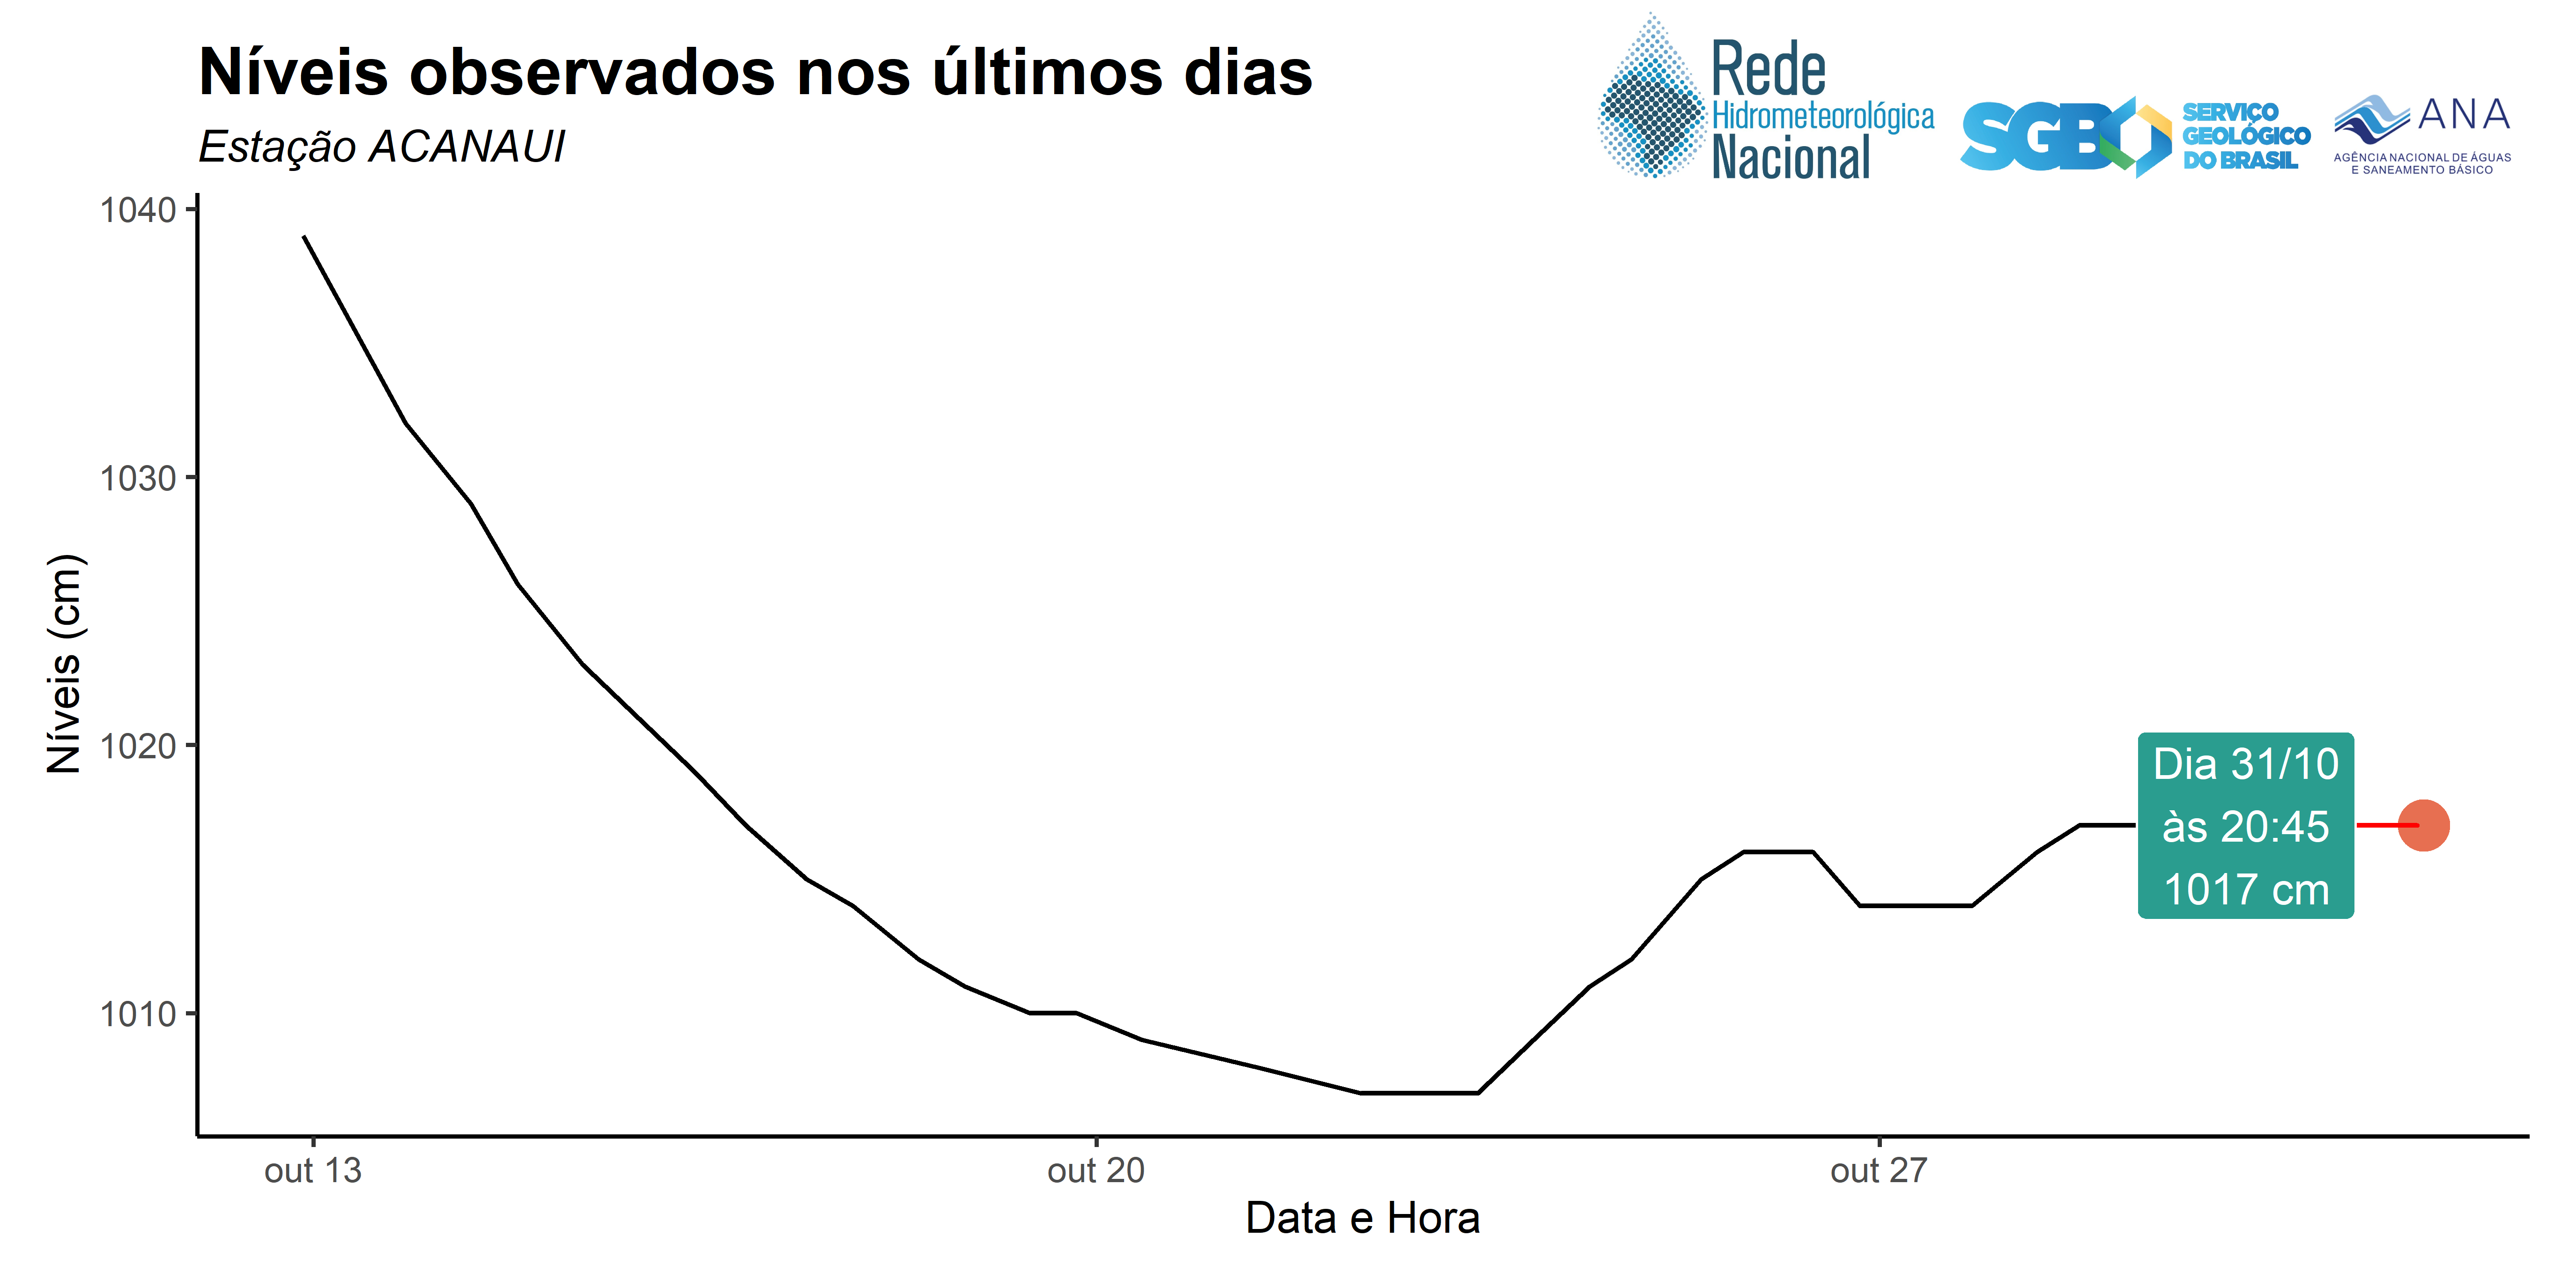 Níveis observados nos últimos dias
Estação ACANAUI
Rede
Hidrometeorológica
Nacional
SGB
SERVIÇO
GEOLÓGICO
DO BRASIL
ANA
AGÊNCIA NACIONAL DE ÁGUAS
E SANEAMENTO BÁSICO
Níveis (cm)
1040
1030
1020
1010
Dia 31/10
às 20:45
1017 cm
out 13
out 20
out 27
Data e Hora